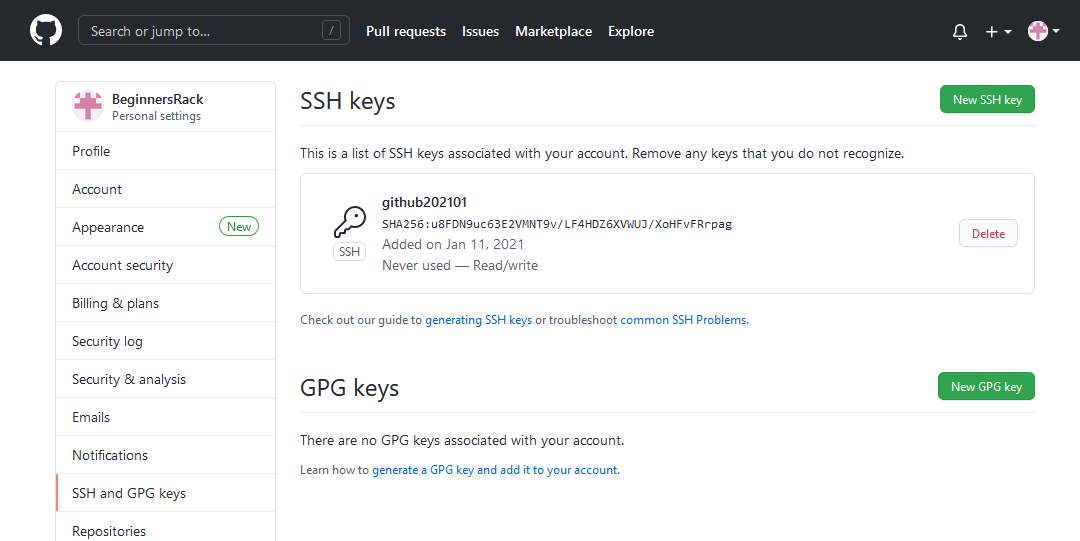 Search or jump to... /
Pull requests Issues Marketplace Explore
BeginnersRack
Personal settings
Profile
Account
Appearance New
Account security
Billing & plans
Security log
Security & analysis
Emails
Notifications
SSH and GPG keys
Repositories
SSH keys
New SSH key
This is a list of SSH keys associated with your account. Remove any keys that you do not recognize.
github202101
SHA256:u8FDN9uc63E2VMNT9v/LF4HDZ6XVWUJ/XoHFvFRrpag
SSH
Added on Jan 11, 2021
Never used — Read/write
Delete
Check out our guide to generating SSH keys or troubleshoot common SSH Problems.
GPG keys
New GPG key
There are no GPG keys associated with your account.
Learn how to generate a GPG key and add it to your account.